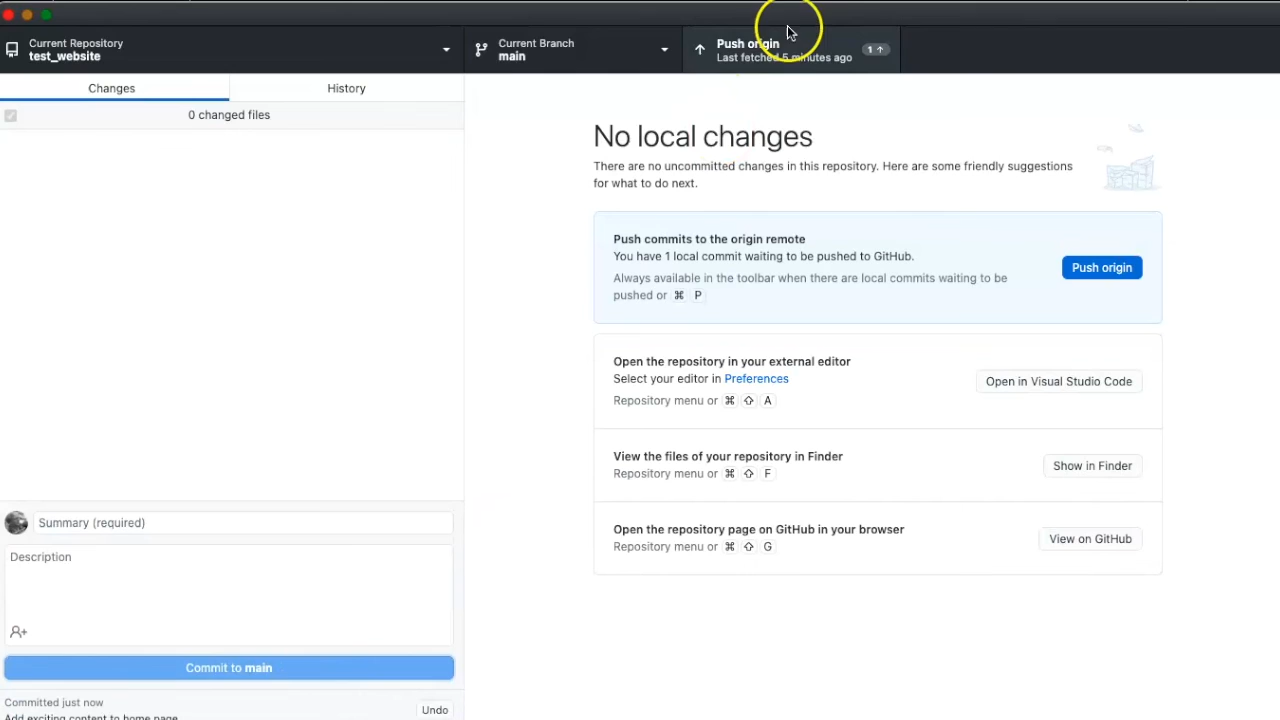 Current Repository
test_website
Current Branch
main
Push origin
Last fetched 5 minutes ago
1
Changes
History
0 changed files
No local changes
There are no uncommitted changes in this repository. Here are some friendly suggestions
for what to do next.
Push commits to the origin remote
You have 1 local commit waiting to be pushed to GitHub.
Always available in the toolbar when there are local commits waiting to be
pushed or ⌘ P
Push origin
Open the repository in your external editor
Select your editor in Preferences
Repository menu or ⌘ ⇧ A
Open in Visual Studio Code
View the files of your repository in Finder
Repository menu or ⌘ ⇧ F
Show in Finder
Open the repository page on GitHub in your browser
Repository menu or ⌘ ⇧ G
View on GitHub
Summary (required)
Description
Commit to main
Committed just now
Add exciting content to home page
Undo